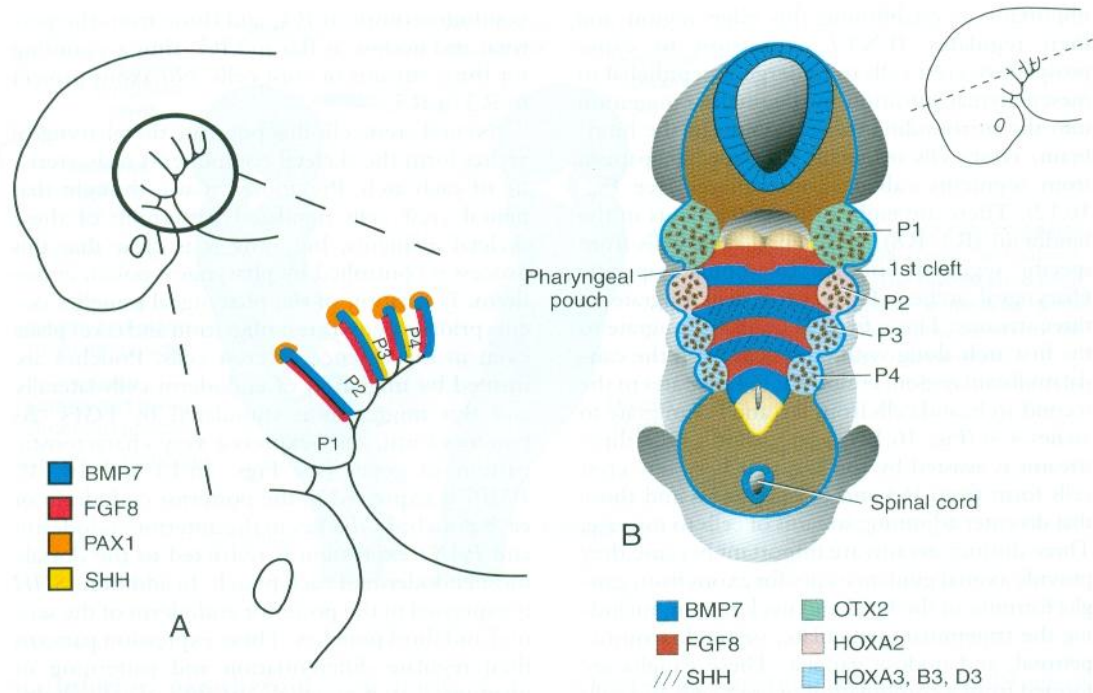 P1
P2
P3
P4
BMP7
FGF8
PAX1
SHH
A
Pharyngeal
pouch
P1
1st cleft
P2
P3
P4
Spinal cord
B
BMP7
FGF8
SHH
OTX2
HOXA2
HOXA3, B3, D3